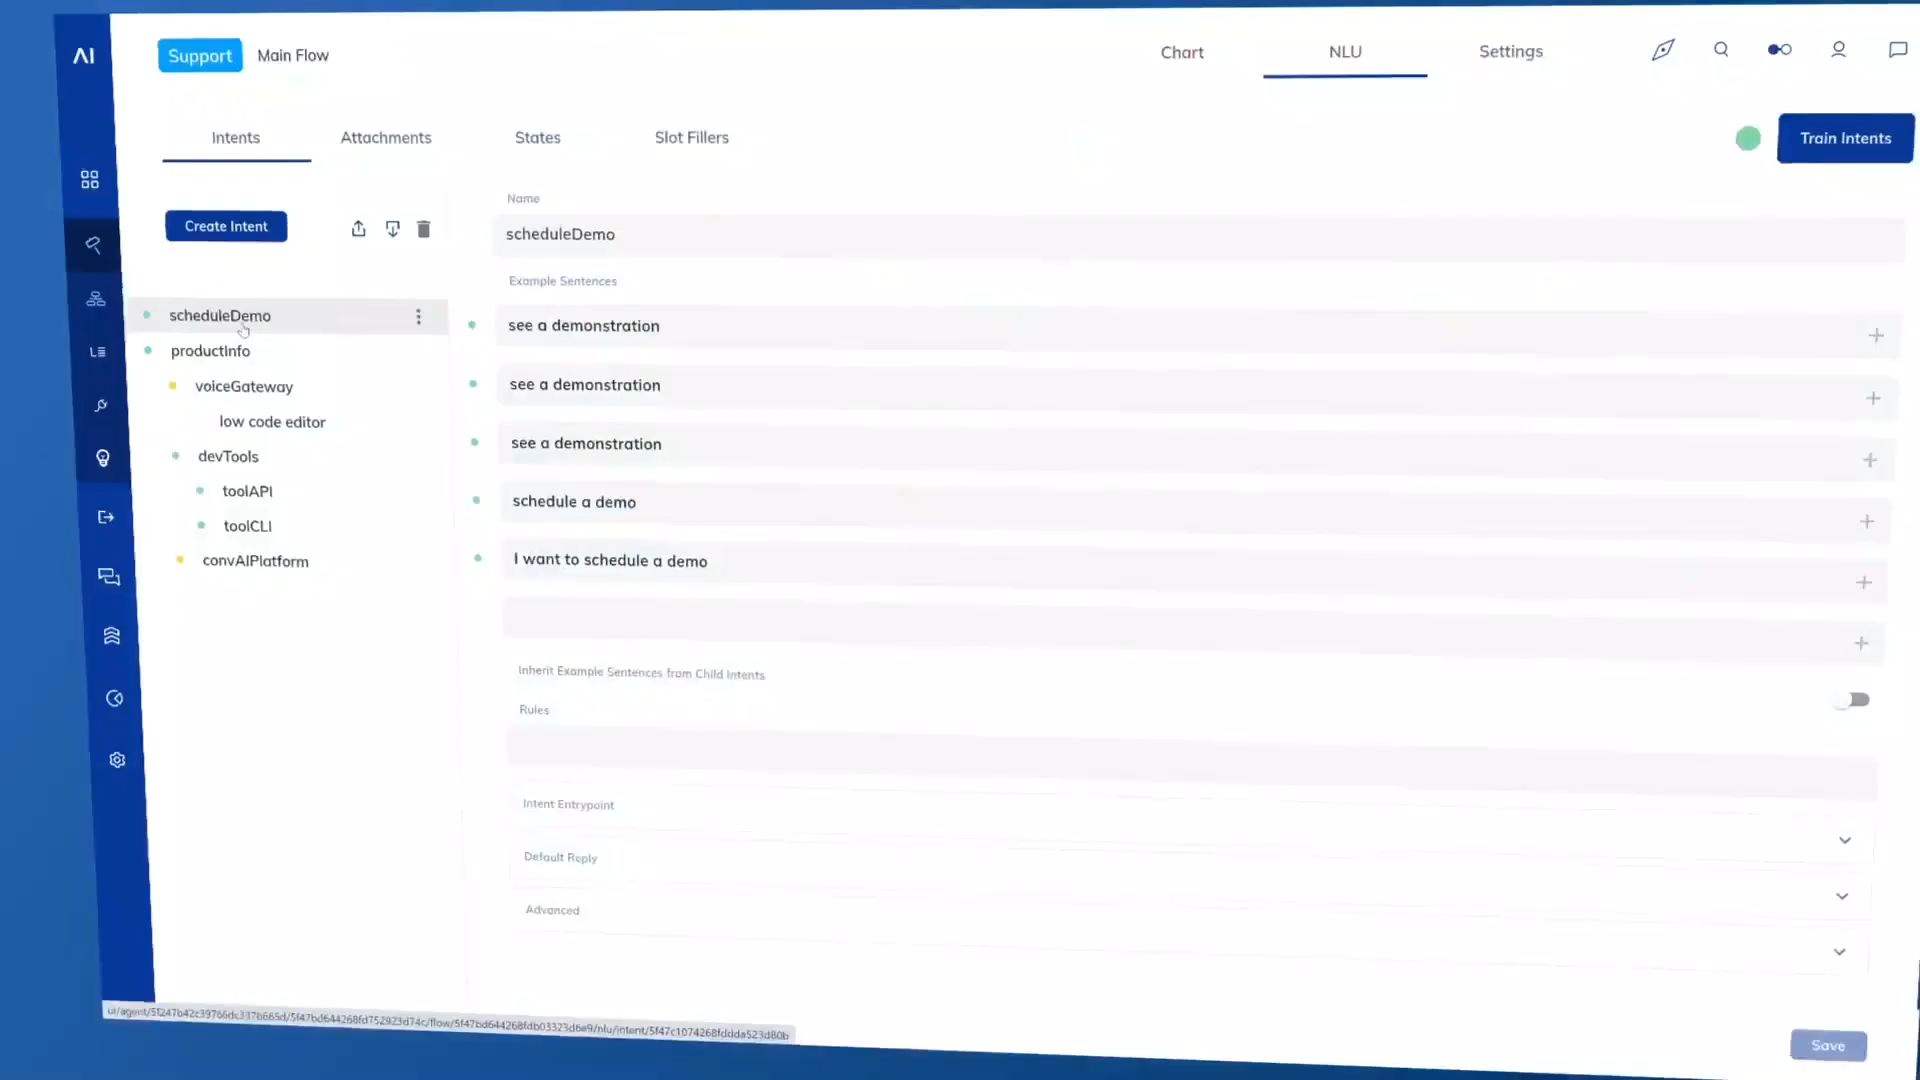 AI
Support Main Flow Chart NLU Settings
Intents Attachments States Slot Fillers Train Intents
Create Intent
Name
scheduleDemo
Example Sentences
scheduleDemo
productInfo
voiceGateway
low code editor
devTools
toolAPI
toolCLI
convAIPlatform
see a demonstration
see a demonstration
see a demonstration
schedule a demo
I want to schedule a demo
Inherit Example Sentences from Child Intents
Rules
Intent Entrypoint
Default Reply
Advanced
Save